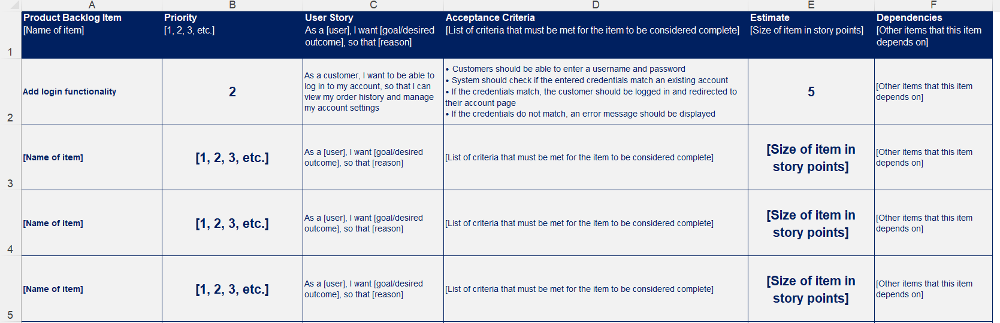 A B C D E F
Product Backlog Item
[Name of item]
Priority
[1, 2, 3, etc.]
User Story
As a [user], I want [goal/desired
outcome], so that [reason]
Acceptance Criteria
[List of criteria that must be met for the item to be considered complete]
Estimate
[Size of item in story points]
Dependencies
[Other items that this item
depends on]
1
Add login functionality
2
As a customer, I want to be able to
log in to my account, so that I can
view my order history and manage
my account settings
• Customers should be able to enter a username and password
• System should check if the entered credentials match an existing account
• If the credentials match, the customer should be logged in and redirected to
their account page
• If the credentials do not match, an error message should be displayed
5
[Other items that this item
depends on]
2
[Name of item]
[1, 2, 3, etc.]
As a [user], I want [goal/desired
outcome], so that [reason]
[List of criteria that must be met for the item to be considered complete]
[Size of item in
story points]
[Other items that this item
depends on]
3
[Name of item]
[1, 2, 3, etc.]
As a [user], I want [goal/desired
outcome], so that [reason]
[List of criteria that must be met for the item to be considered complete]
[Size of item in
story points]
[Other items that this item
depends on]
4
[Name of item]
[1, 2, 3, etc.]
As a [user], I want [goal/desired
outcome], so that [reason]
[List of criteria that must be met for the item to be considered complete]
[Size of item in
story points]
[Other items that this item
depends on]
5